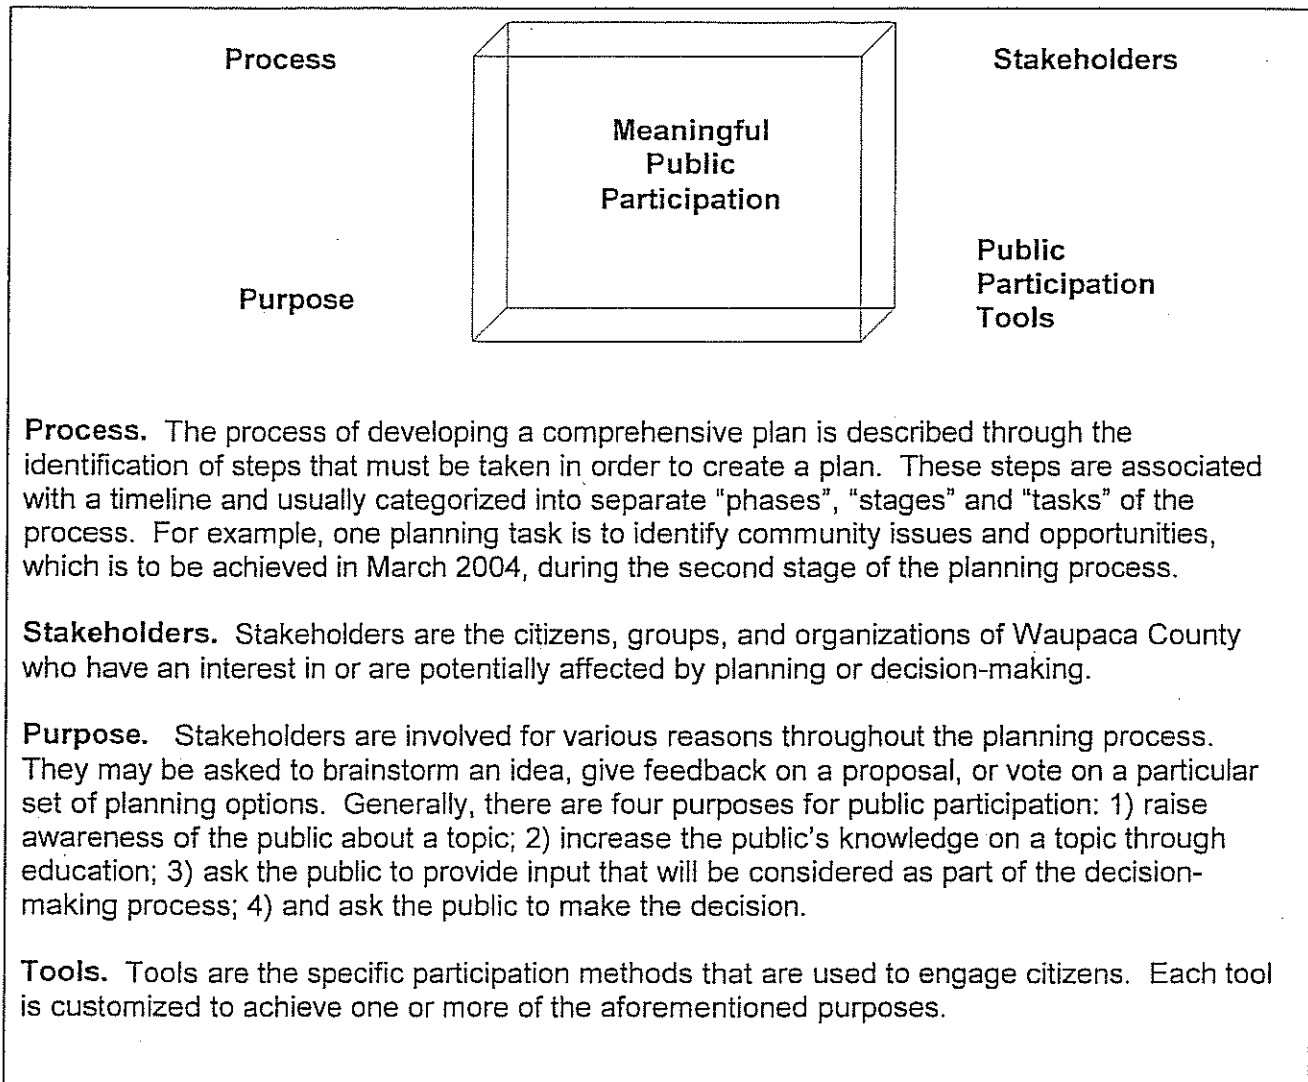 Process
Stakeholders
Meaningful
Public
Participation
Purpose
Public
Participation
Tools
Process. The process of developing a comprehensive plan is described through the
identification of steps that must be taken in order to create a plan. These steps are associated
with a timeline and usually categorized into separate "phases", "stages" and "tasks" of the
process. For example, one planning task is to identify community issues and opportunities,
which is to be achieved in March 2004, during the second stage of the planning process.
Stakeholders. Stakeholders are the citizens, groups, and organizations of Waupaca County
who have an interest in or are potentially affected by planning or decision-making.
Purpose. Stakeholders are involved for various reasons throughout the planning process.
They may be asked to brainstorm an idea, give feedback on a proposal, or vote on a particular
set of planning options. Generally, there are four purposes for public participation: 1) raise
awareness of the public about a topic; 2) increase the public's knowledge on a topic through
education; 3) ask the public to provide input that will be considered as part of the decision-
making process; 4) and ask the public to make the decision.
Tools. Tools are the specific participation methods that are used to engage citizens. Each tool
is customized to achieve one or more of the aforementioned purposes.